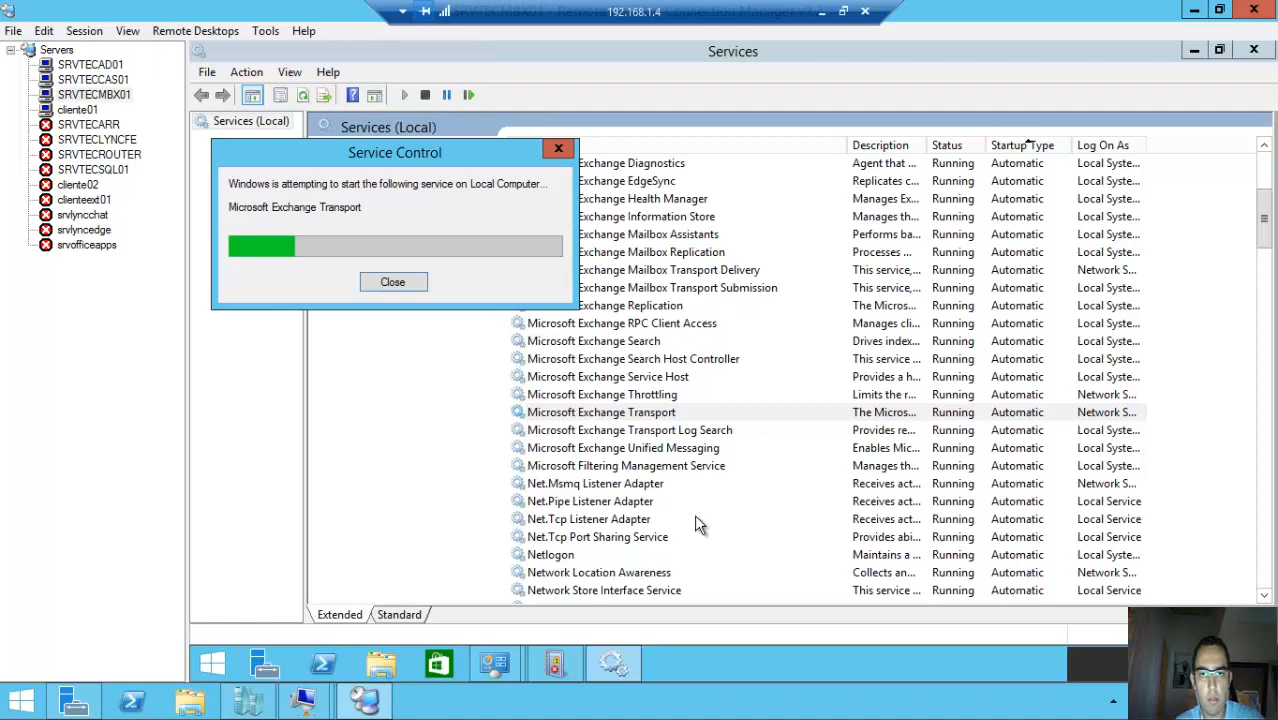 SRVTECMBX01 - Remote Desktop Connection Manager v2.2
192.168.1.4
File Edit Session View Remote Desktops Tools Help
Servers
SRVTECAD01
SRVTECCAS01
SRVTECMBX01
cliente01
SRVTECARR
SRVTECLYNCFE
SRVTECROUTER
SRVTECSQL01
cliente02
clienteext01
srvlyncchat
srvlyncedge
srvofficeapps
Services
File Action View Help
Services (Local)
Services (Local)
Service Control
Windows is attempting to start the following service on Local Computer...
Microsoft Exchange Transport
Close
Description Status Startup Type Log On As
Exchange Diagnostics Agent that ... Running Automatic Local Syste...
Exchange EdgeSync Replicates c... Running Automatic Local Syste...
Exchange Health Manager Manages Ex... Running Automatic Local Syste...
Exchange Information Store Manages th... Running Automatic Local Syste...
Exchange Mailbox Assistants Performs ba... Running Automatic Local Syste...
Exchange Mailbox Replication Processes ... Running Automatic Local Syste...
Exchange Mailbox Transport Delivery This service,... Running Automatic Network S...
Exchange Mailbox Transport Submission This service,... Running Automatic Local Syste...
Exchange Replication The Micros... Running Automatic Local Syste...
Microsoft Exchange RPC Client Access Manages cli... Running Automatic Local Syste...
Microsoft Exchange Search Drives index... Running Automatic Local Syste...
Microsoft Exchange Search Host Controller This service ... Running Automatic Local Syste...
Microsoft Exchange Service Host Provides a h... Running Automatic Local Syste...
Microsoft Exchange Throttling Limits the r... Running Automatic Network S...
Microsoft Exchange Transport The Micros... Running Automatic Network S...
Microsoft Exchange Transport Log Search Provides re... Running Automatic Local Syste...
Microsoft Exchange Unified Messaging Enables Mic... Running Automatic Local Syste...
Microsoft Filtering Management Service Manages th... Running Automatic Local Syste...
Net.Msmq Listener Adapter Receives act... Running Automatic Network S...
Net.Pipe Listener Adapter Receives act... Running Automatic Local Service
Net.Tcp Listener Adapter Receives act... Running Automatic Local Service
Net.Tcp Port Sharing Service Provides abi... Running Automatic Local Service
Netlogon Maintains a ... Running Automatic Local Syste...
Network Location Awareness Collects an... Running Automatic Network S...
Network Store Interface Service This service ... Running Automatic Local Service
Extended Standard